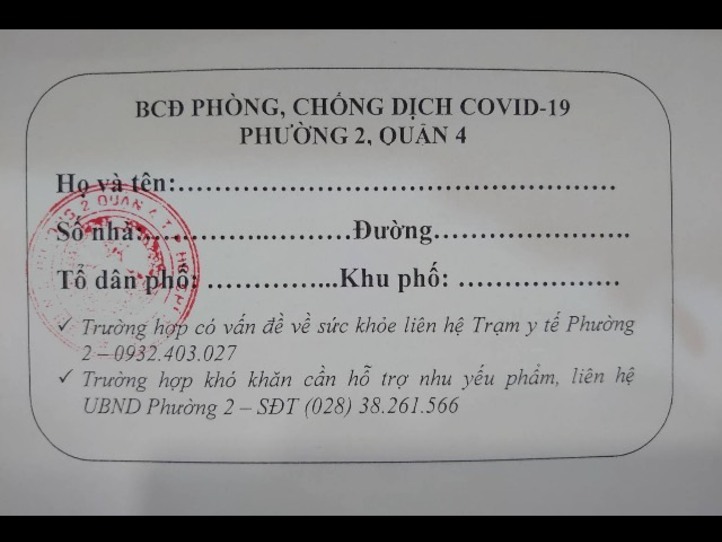 BCĐ PHÒNG, CHỐNG DỊCH COVID-19
PHƯỜNG 2, QUẬN 4
Họ và tên:................................................
Số nhà:........................Đường......................
Tổ dân phố: ...............Khu phố: ..................
✓ Trường hợp có vấn đề về sức khỏe liên hệ Trạm y tế Phường
2 – 0932.403.027
✓ Trường hợp khó khăn cần hỗ trợ nhu yếu phẩm, liên hệ
UBND Phường 2 – SĐT (028) 38.261.566